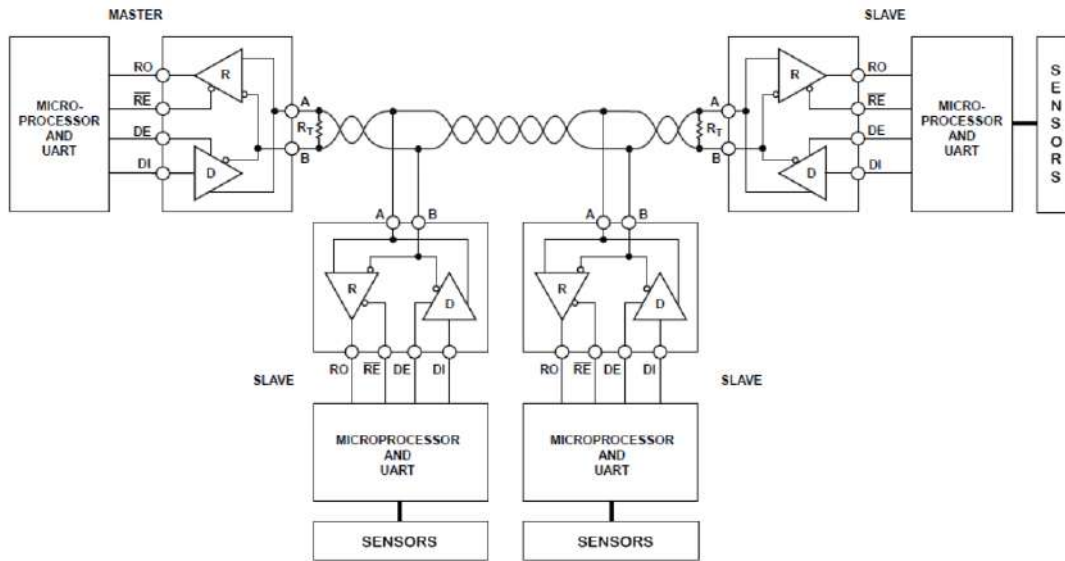 MASTER
SLAVE
MICRO-
PROCESSOR
AND
UART
RO
RE
DE
DI
R
D
A
B
RT
A
B
RT
R
D
RO
RE
DE
DI
MICRO-
PROCESSOR
AND
UART
S
E
N
S
O
R
S
A
B
R
D
RO
RE
DE
DI
SLAVE
MICROPROCESSOR
AND
UART
SENSORS
A
B
R
D
RO
RE
DE
DI
SLAVE
MICROPROCESSOR
AND
UART
SENSORS